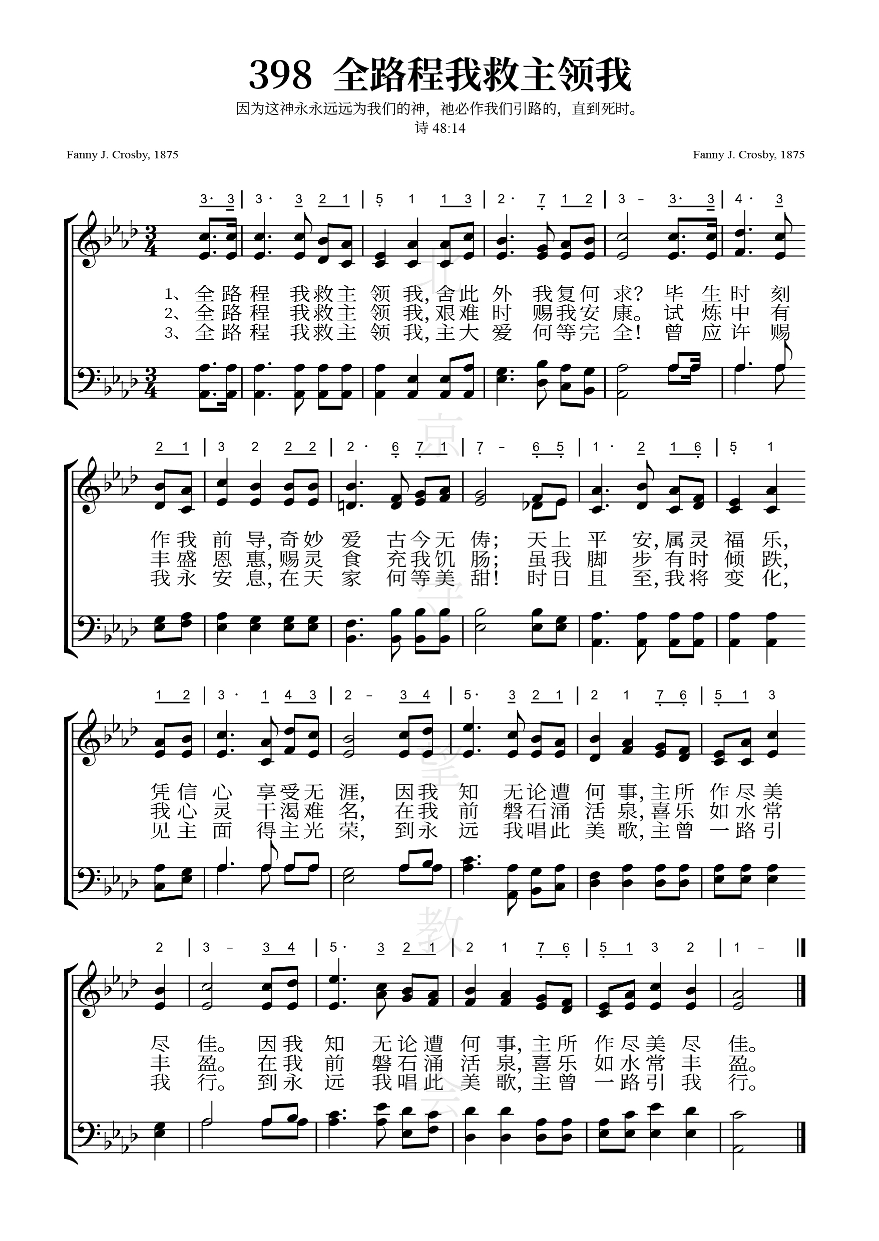 398 全路程我救主领我
因为这神永永远远为我们的神，祂必作我们引路的，直到死时。
诗 48:14
Fanny J. Crosby, 1875 Fanny J. Crosby, 1875
3· 3 | 3· 3 2 1 | 5 1 1 3 | 2· 7 1 2 | 3 – 3· 3 | 4· 3
1、全路程 我救主 领 我,舍此 外 我复何 求？毕 生 时 刻
2、全路程 我救主 领 我,艰难 时 赐我安 康。试 炼 中 有
3、全路程 我救主 领 我,主大 爱 何等完 全！曾 应 许 赐
2 1 | 3 2 2 2 | 2· 6 7 1 | 7 – 6 5 | 1· 2 1 6 | 5 1
作我 前 导,奇妙 爱 古今无 俦；天上 平 安,属灵 福 乐,
丰盛 恩 惠,赐灵 食 充我饥 肠；虽我 脚 步有时 倾 跌,
我永 安 息,在天 家 何等美 甜！时日 且 至,我将 变 化,
1 2 | 3· 1 4 3 | 2 – 3 4 | 5· 3 2 1 | 2 1 7 6 | 5 1 3
凭信 心 享受无 涯, 因我 知 无论遭 何 事,主所 作尽美
我心 灵 干渴难 名, 在我 前 磐石涌 活 泉,喜乐 如水常
见主 面 得主光 荣, 到永 远 我唱此 美 歌,主曾 一路引
2 | 3 – 3 4 | 5· 3 2 1 | 2 1 7 6 | 5 1 3 2 | 1 –
尽 佳。 因我 知 无论遭 何 事,主所 作尽美 尽 佳。
丰 盈。 在我 前 磐石涌 活 泉,喜乐 如水常 丰 盈。
我 行。 到永 远 我唱此 美 歌,主曾 一路引 我 行。
北京守望教会